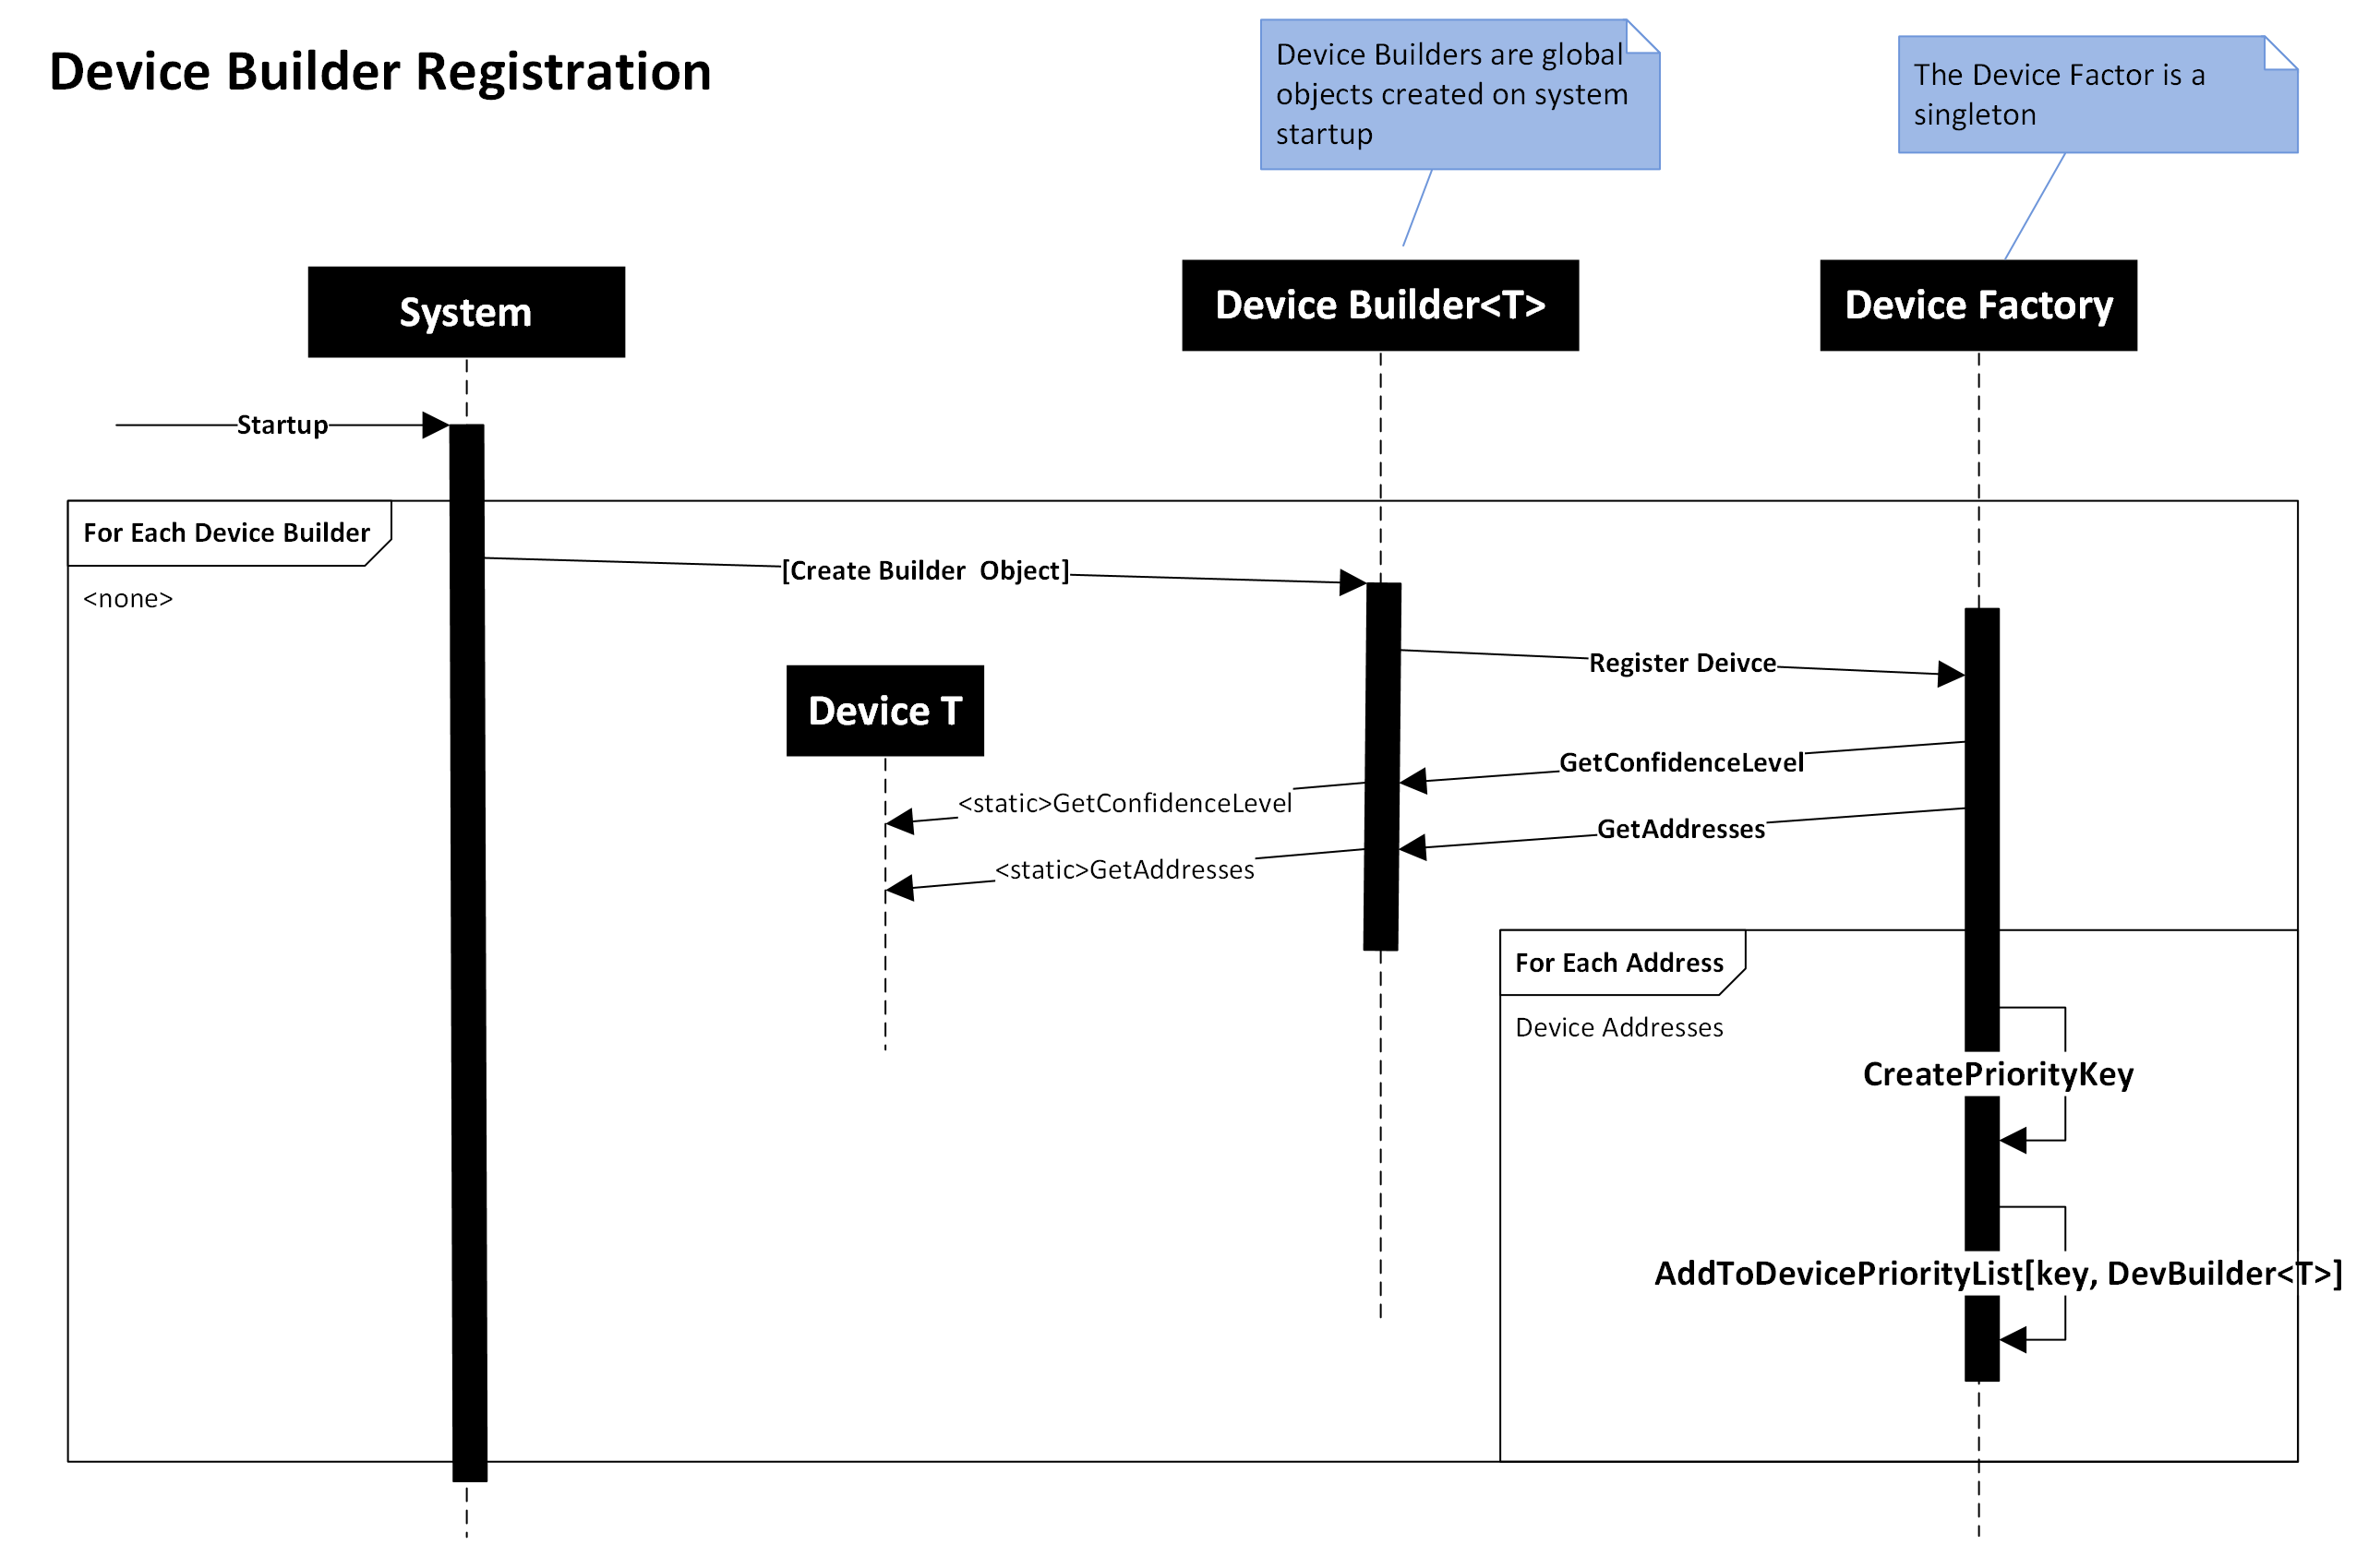 Device Builder Registration
Device Builders are global
objects created on system
startup
The Device Factor is a
singleton
System
Device Builder<T>
Device Factory
Startup
For Each Device Builder
<none>
[Create Builder  Object]
Register Deivce
Device T
GetConfidenceLevel
<static>GetConfidenceLevel
GetAddresses
<static>GetAddresses
For Each Address
Device Addresses
CreatePriorityKey
AddToDevicePriorityList[key, DevBuilder<T>]